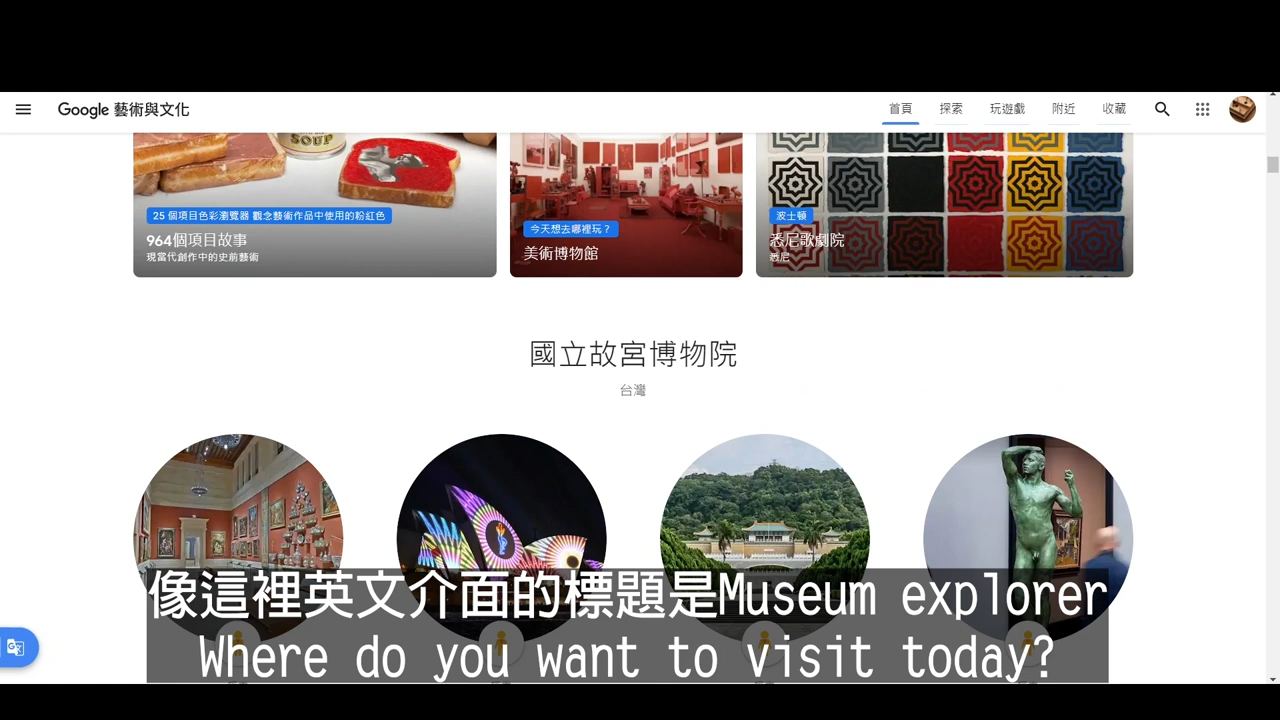 Google 藝術與文化
首頁 探索 玩遊戲 附近 收藏
SOUP
25 個項目色彩瀏覽器 觀念藝術作品中使用的粉紅色
964個項目故事
現當代創作中的史前藝術
今天想去哪裡玩？
美術博物館
波士頓
悉尼歌劇院
悉尼
國立故宮博物院
台灣
像這裡英文介面的標題是Museum explorer
Where do you want to visit today?